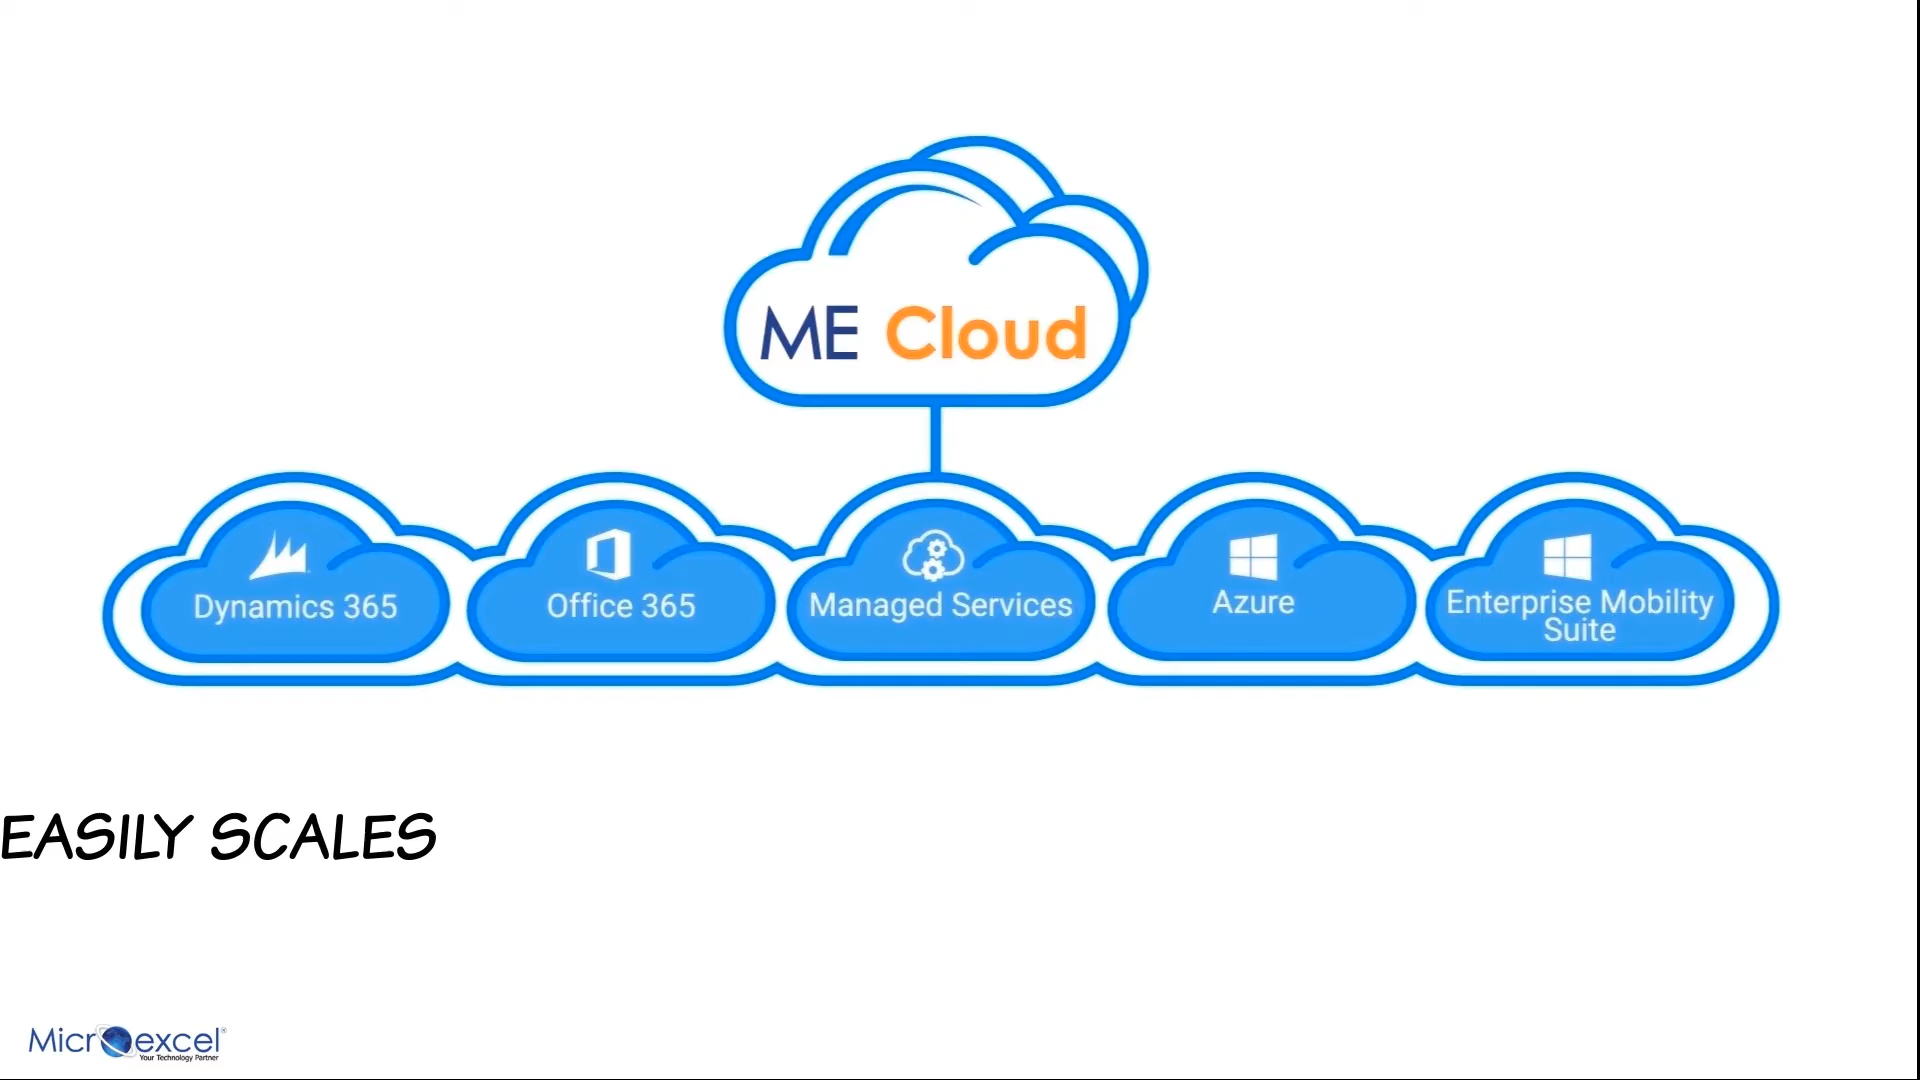 ME Cloud
Dynamics 365
Office 365
Managed Services
Azure
Enterprise Mobility
Suite
EASILY SCALES
Microexcel®
Your Technology Partner